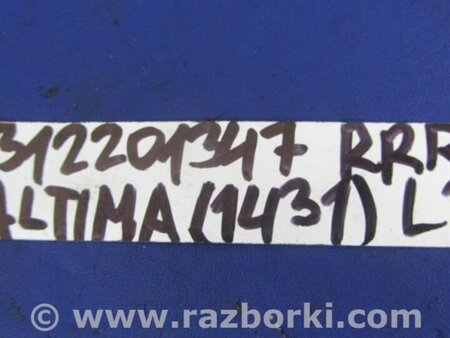 312201347 RRR
ALTIMA (1431) L
© www.razborki.com